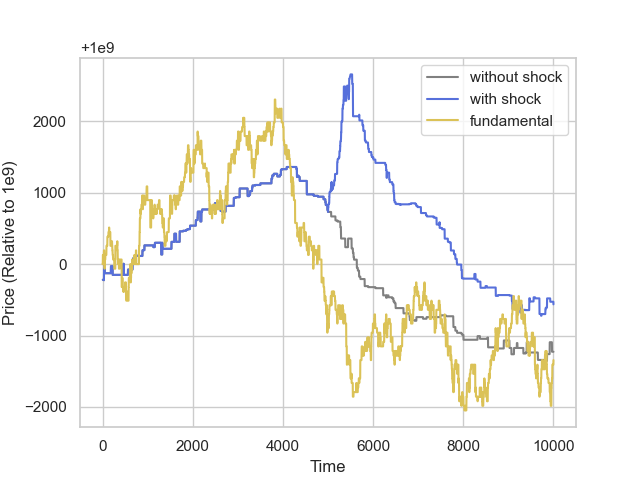 +1e9
without shock
with shock
fundamental
2000
1000
0
−1000
−2000
Price (Relative to 1e9)
0 2000 4000 6000 8000 10000
Time